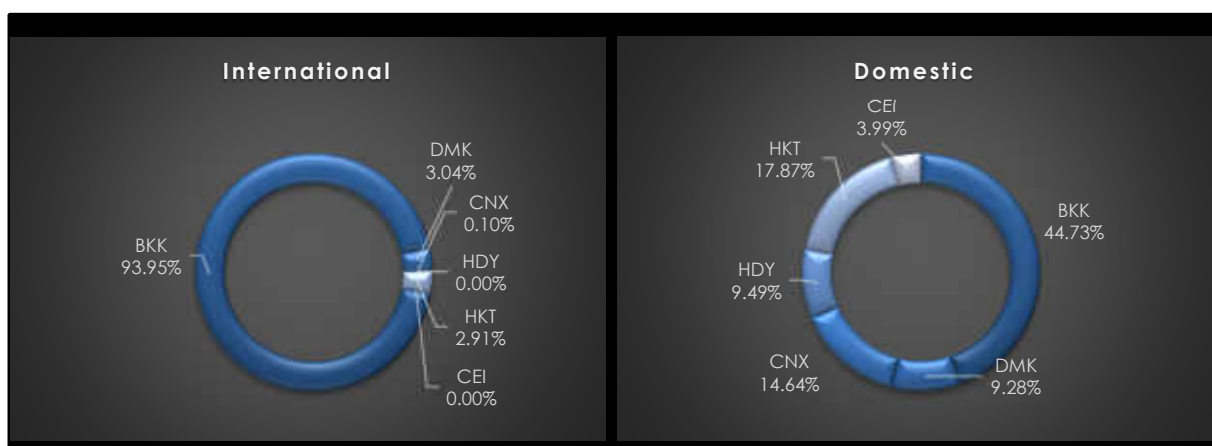 International
DMK
3.04%
CNX
0.10%
BKK
93.95%
HDY
0.00%
HKT
2.91%
CEI
0.00%
Domestic
CEI
3.99%
HKT
17.87%
BKK
44.73%
HDY
9.49%
CNX
14.64%
DMK
9.28%